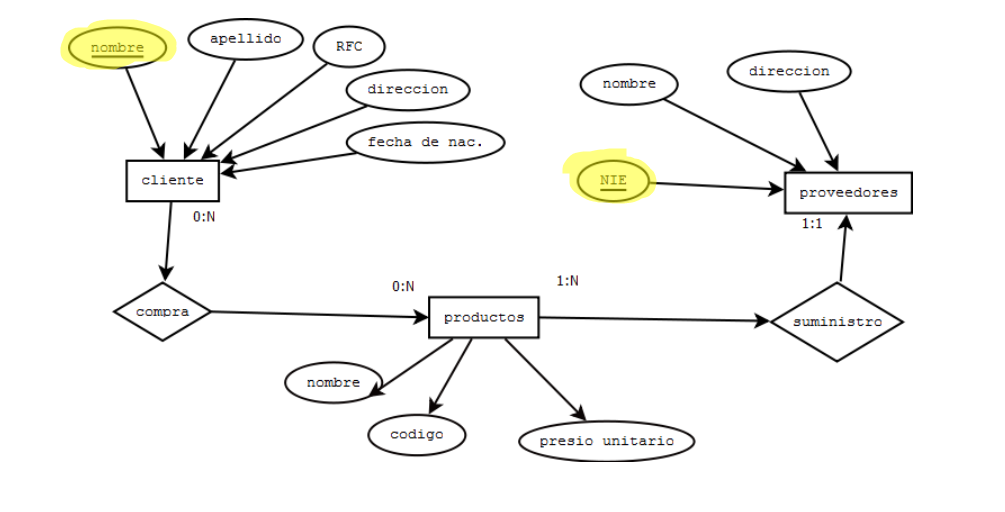 nombre
apellido
RFC
direccion
fecha de nac.
cliente
0:N
nombre
direccion
NIE
proveedores
1:1
compra
0:N
productos
1:N
suministro
nombre
codigo
presio unitario